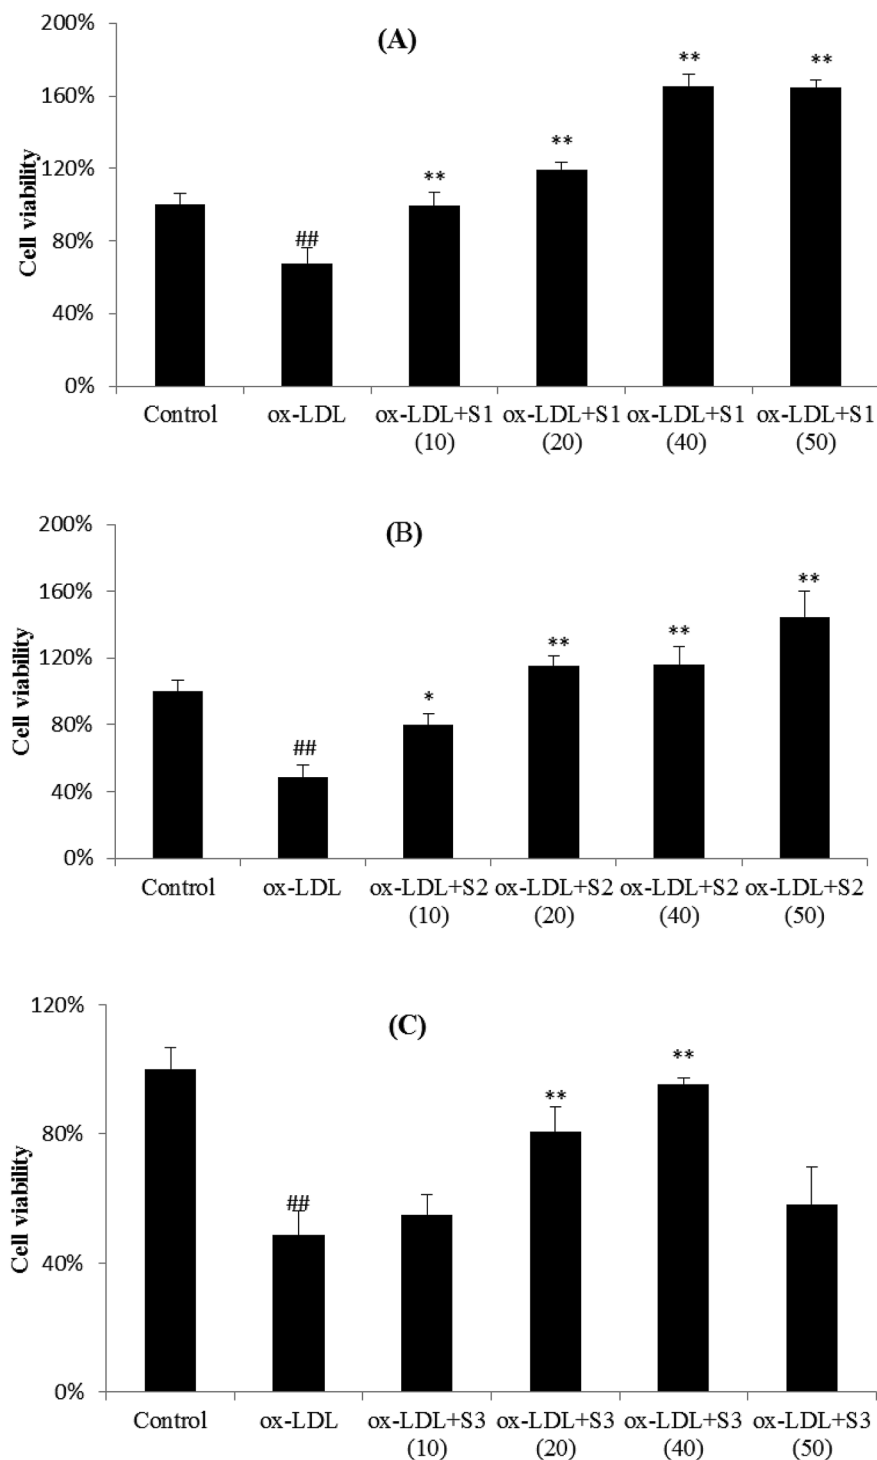 (A)
200%
160%
120%
80%
40%
0%
Cell viability
##
**
**
**
**
Control ox-LDL ox-LDL+S1 ox-LDL+S1 ox-LDL+S1 ox-LDL+S1
(10) (20) (40) (50)
(B)
200%
160%
120%
80%
40%
0%
Cell viability
##
*
**
**
**
Control ox-LDL ox-LDL+S2 ox-LDL+S2 ox-LDL+S2 ox-LDL+S2
(10) (20) (40) (50)
(C)
120%
80%
40%
0%
Cell viability
##
**
**
Control ox-LDL ox-LDL+S3 ox-LDL+S3 ox-LDL+S3 ox-LDL+S3
(10) (20) (40) (50)